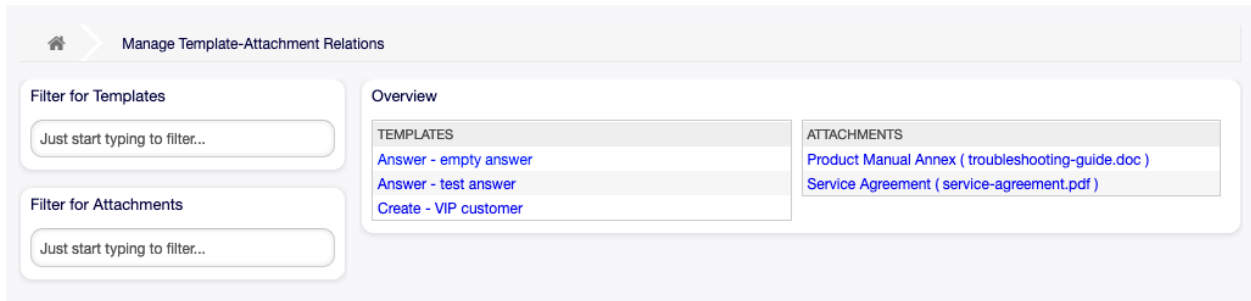 Manage Template-Attachment Relations
Filter for Templates
Just start typing to filter...
Filter for Attachments
Just start typing to filter...
Overview
TEMPLATES
Answer - empty answer
Answer - test answer
Create - VIP customer
ATTACHMENTS
Product Manual Annex ( troubleshooting-guide.doc )
Service Agreement ( service-agreement.pdf )